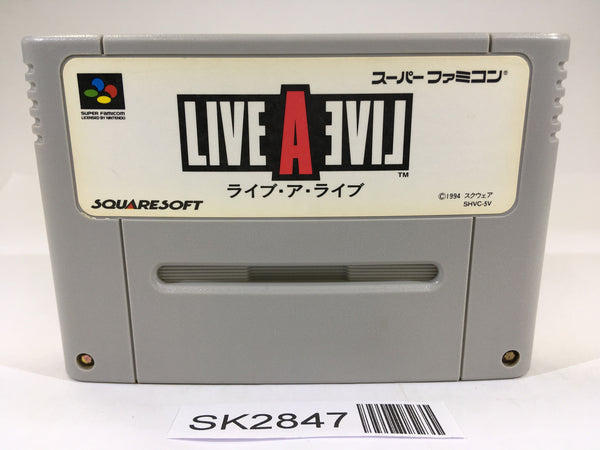 スーパーファミコン®
SUPER FAMICOM
LICENSED BY NINTENDO
LIVE A EVIL
TM
ライブ・ア・ライブ
©1994 スクウェア
SHVC-5V
SQUARESOFT
SK2847